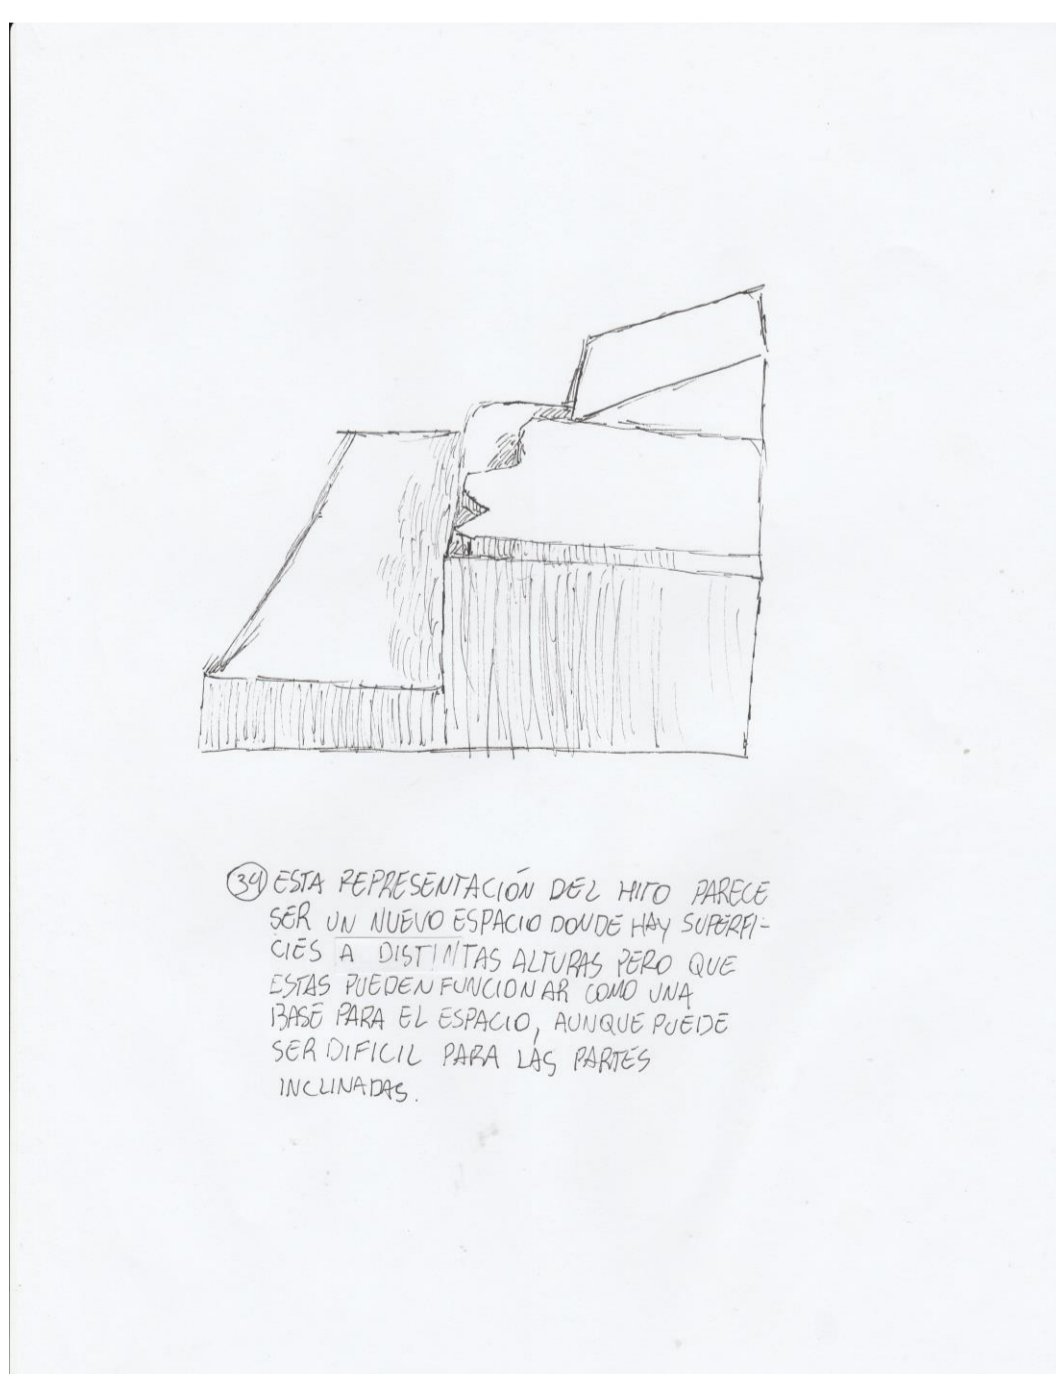 34 ESTA REPRESENTACIÓN DEL HITO PARECE
SER UN NUEVO ESPACIO DONDE HAY SUPERFI-
CIES A DISTINTAS ALTURAS PERO QUE
ESTAS PUEDEN FUNCIONAR COMO UNA
BASE PARA EL ESPACIO, AUNQUE PUEDE
SER DIFICIL PARA LAS PARTES
INCLINADAS.